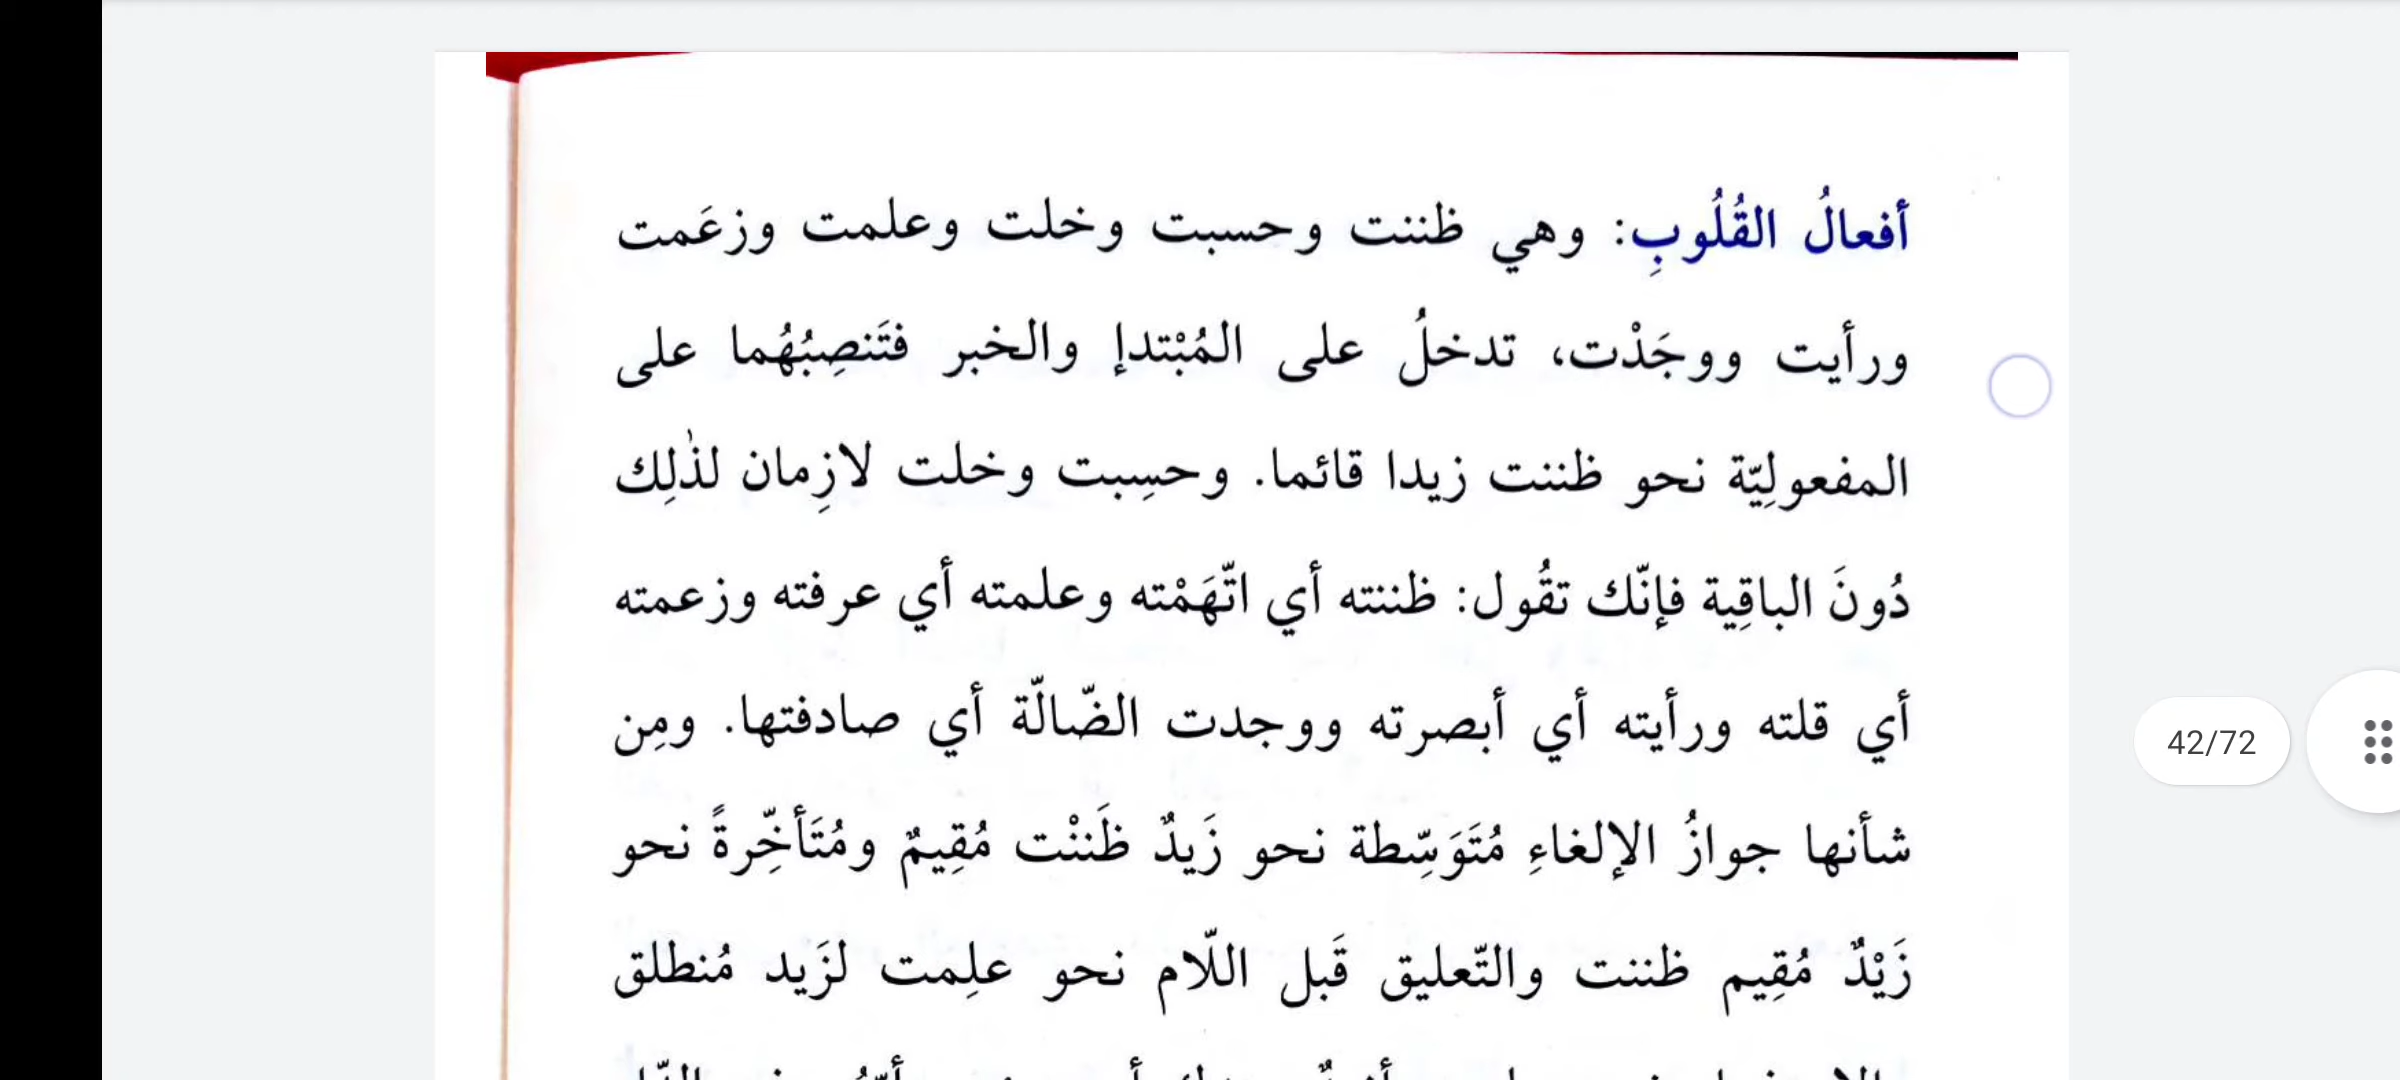 أفعالُ القُلُوبِ: وهي ظننت وحسبت وخلت وعلمت وزعَمت
ورأيت ووجَدْت، تدخلُ على المُبْتدإ والخبر فتَنصِبُهُما على
المفعولِيّة نحو ظننت زيدا قائما. وحسِبت وخلت لازِمان لذٰلِك
دُونَ الباقِية فإنّك تقُول: ظننته أي اتّهَمْته وعلمته أي عرفته وزعمته
أي قلته ورأيته أي أبصرته ووجدت الضّالّة أي صادفتها. ومِن
شأنها جوازُ الإلغاءِ مُتَوَسِّطة نحو زَيدٌ ظَننْت مُقِيمٌ ومُتَأخِّرةً نحو
زَيْدٌ مُقِيم ظننت والتّعليق قَبل اللّام نحو علِمت لزَيد مُنطلق
42/72